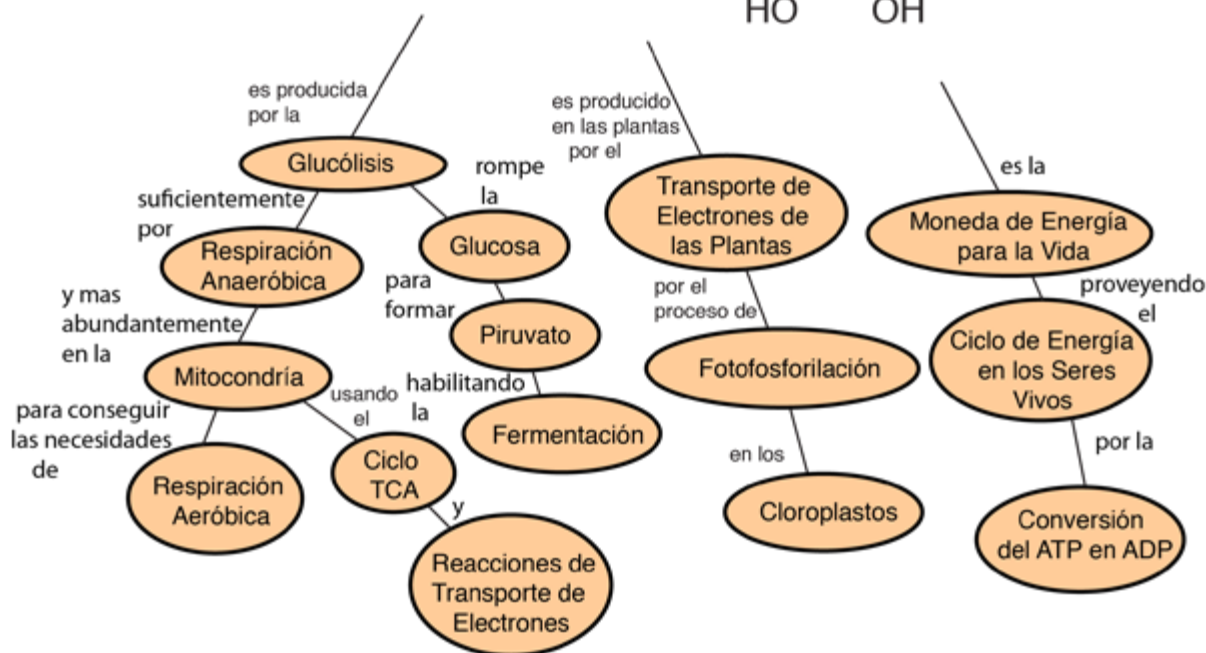 HO OH
es producida
por la
Glucólisis
suficientemente
por
Respiración
Anaeróbica
y mas
abundantemente
en la
Mitocondría
para conseguir
las necesidades
de
Respiración
Aeróbica
usando
el
Ciclo
TCA
y
Reacciones de
Transporte de
Electrones
rompe
la
Glucosa
para
formar
Piruvato
habilitando
la
Fermentación
es producido
en las plantas
por el
Transporte de
Electrones de
las Plantas
por el
proceso de
Fotofosforilación
en los
Cloroplastos
es la
Moneda de Energía
para la Vida
proveyendo
el
Ciclo de Energía
en los Seres
Vivos
por la
Conversión
del ATP en ADP